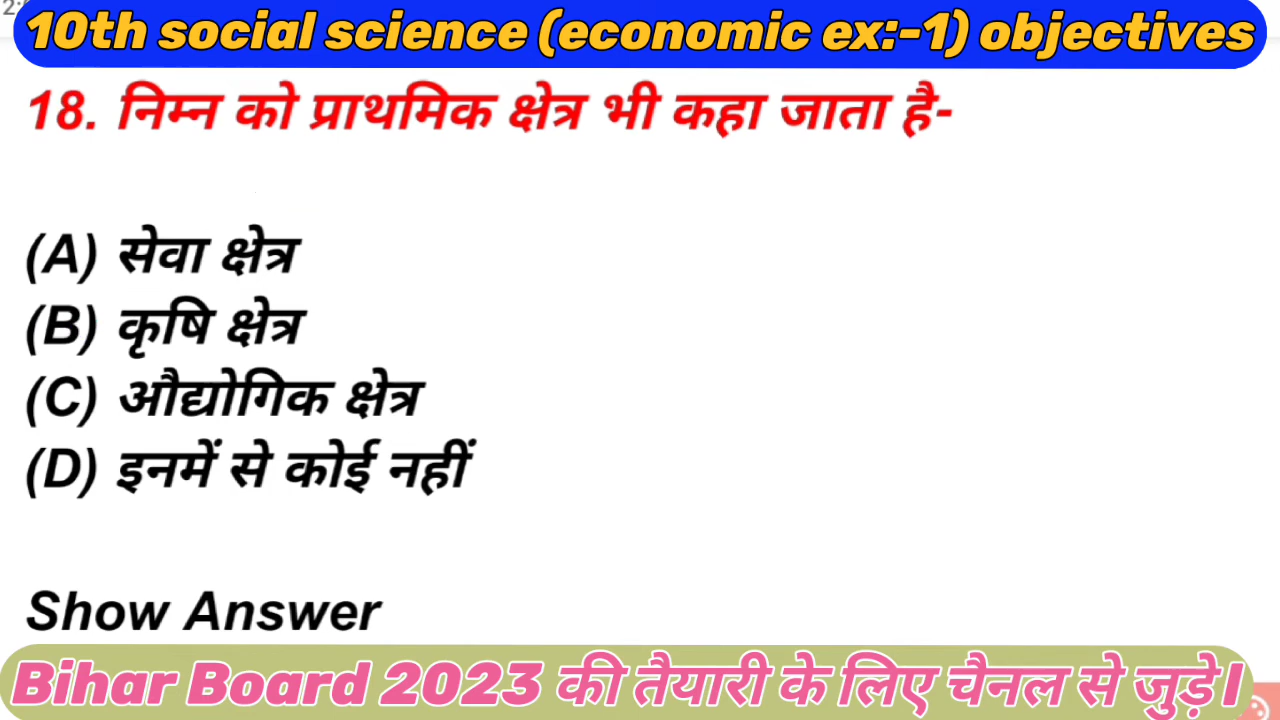 10th social science (economic ex:-1) objectives
18. निम्न को प्राथमिक क्षेत्र भी कहा जाता है-
(A) सेवा क्षेत्र
(B) कृषि क्षेत्र
(C) औद्योगिक क्षेत्र
(D) इनमें से कोई नहीं
Show Answer
Bihar Board 2023 की तैयारी के लिए चैनल से जुड़े।